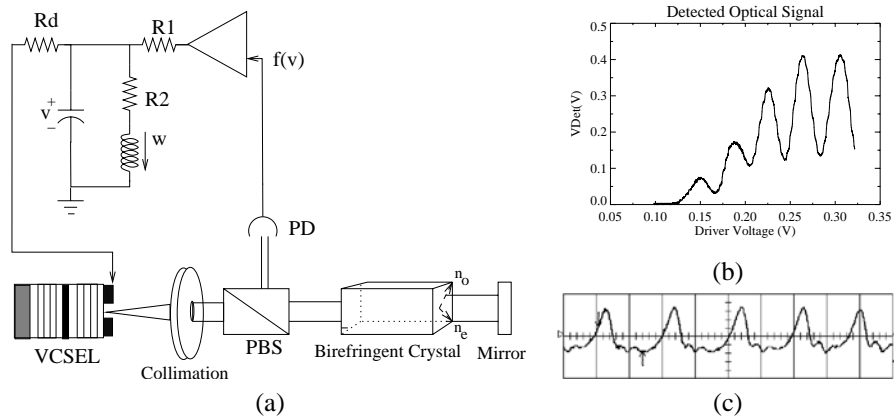 Rd
R1
f(v)
R2
+
v
−
w
PD
n_o
n_e
VCSEL
Collimation
PBS
Birefringent Crystal
Mirror
(a)
Detected Optical Signal
VDet(V)
0.5
0.4
0.3
0.2
0.1
0.0
0.05 0.10 0.15 0.20 0.25 0.30 0.35
Driver Voltage (V)
(b)
(c)